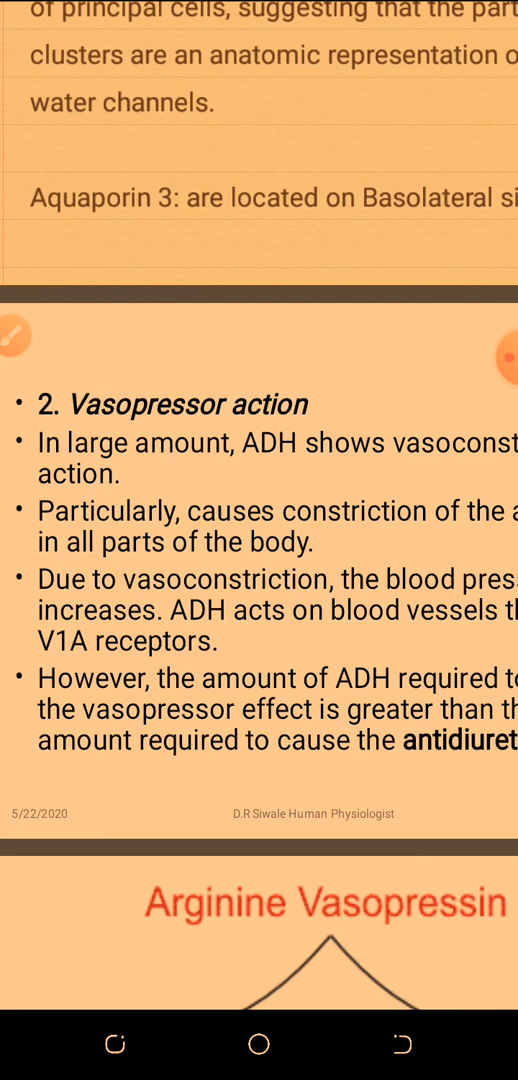 of principal cells, suggesting that the part
clusters are an anatomic representation o
water channels.
Aquaporin 3: are located on Basolateral si
• 2. Vasopressor action
• In large amount, ADH shows vasoconst
action.
• Particularly, causes constriction of the a
in all parts of the body.
• Due to vasoconstriction, the blood pres
increases. ADH acts on blood vessels th
V1A receptors.
• However, the amount of ADH required to
the vasopressor effect is greater than th
amount required to cause the antidiuret
5/22/2020 D.R Siwale Human Physiologist
Arginine Vasopressin